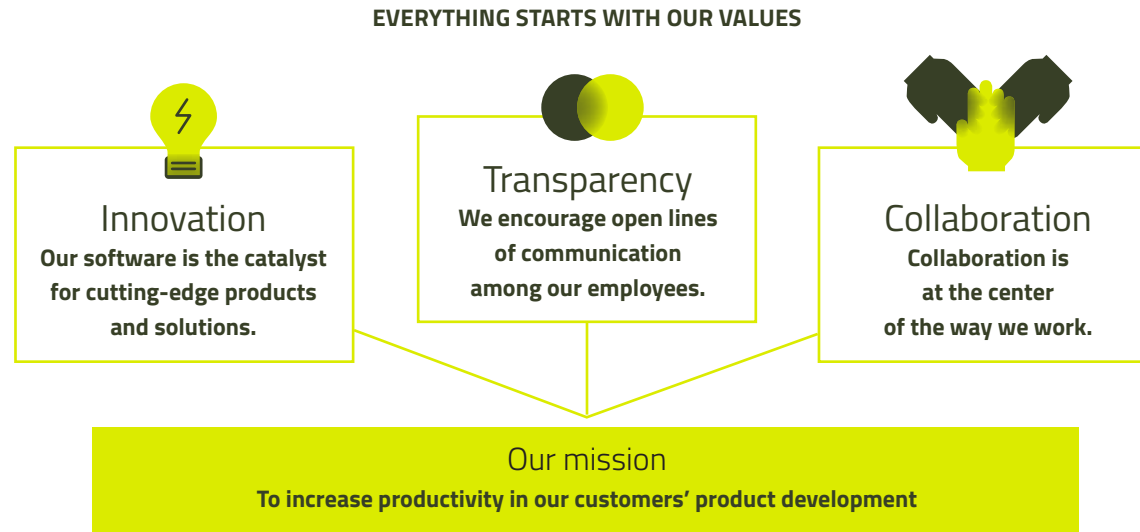 EVERYTHING STARTS WITH OUR VALUES
Innovation
Our software is the catalyst
for cutting-edge products
and solutions.
Transparency
We encourage open lines
of communication
among our employees.
Collaboration
Collaboration is
at the center
of the way we work.
Our mission
To increase productivity in our customers’ product development